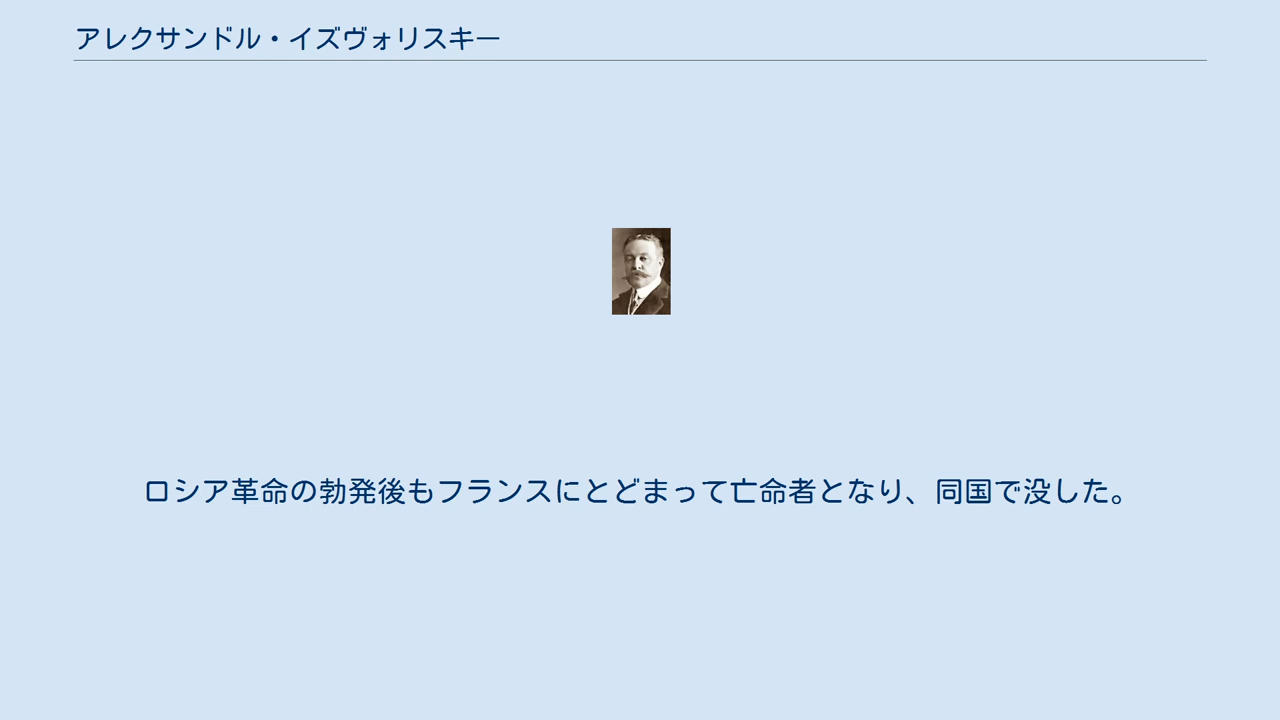 アレクサンドル・イズヴォリスキー
ロシア革命の勃発後もフランスにとどまって亡命者となり、同国で没した。